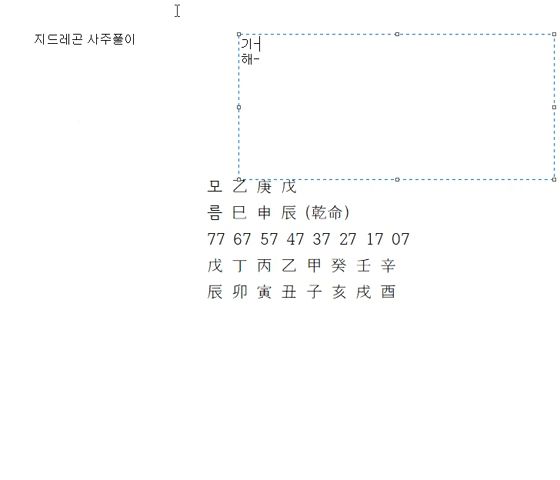 지드레곤 사주풀이
기-
해-
모 乙 庚 戊
름 巳 申 辰 (乾命)
77 67 57 47 37 27 17 07
戊 丁 丙 乙 甲 癸 壬 辛
辰 卯 寅 丑 子 亥 戌 酉